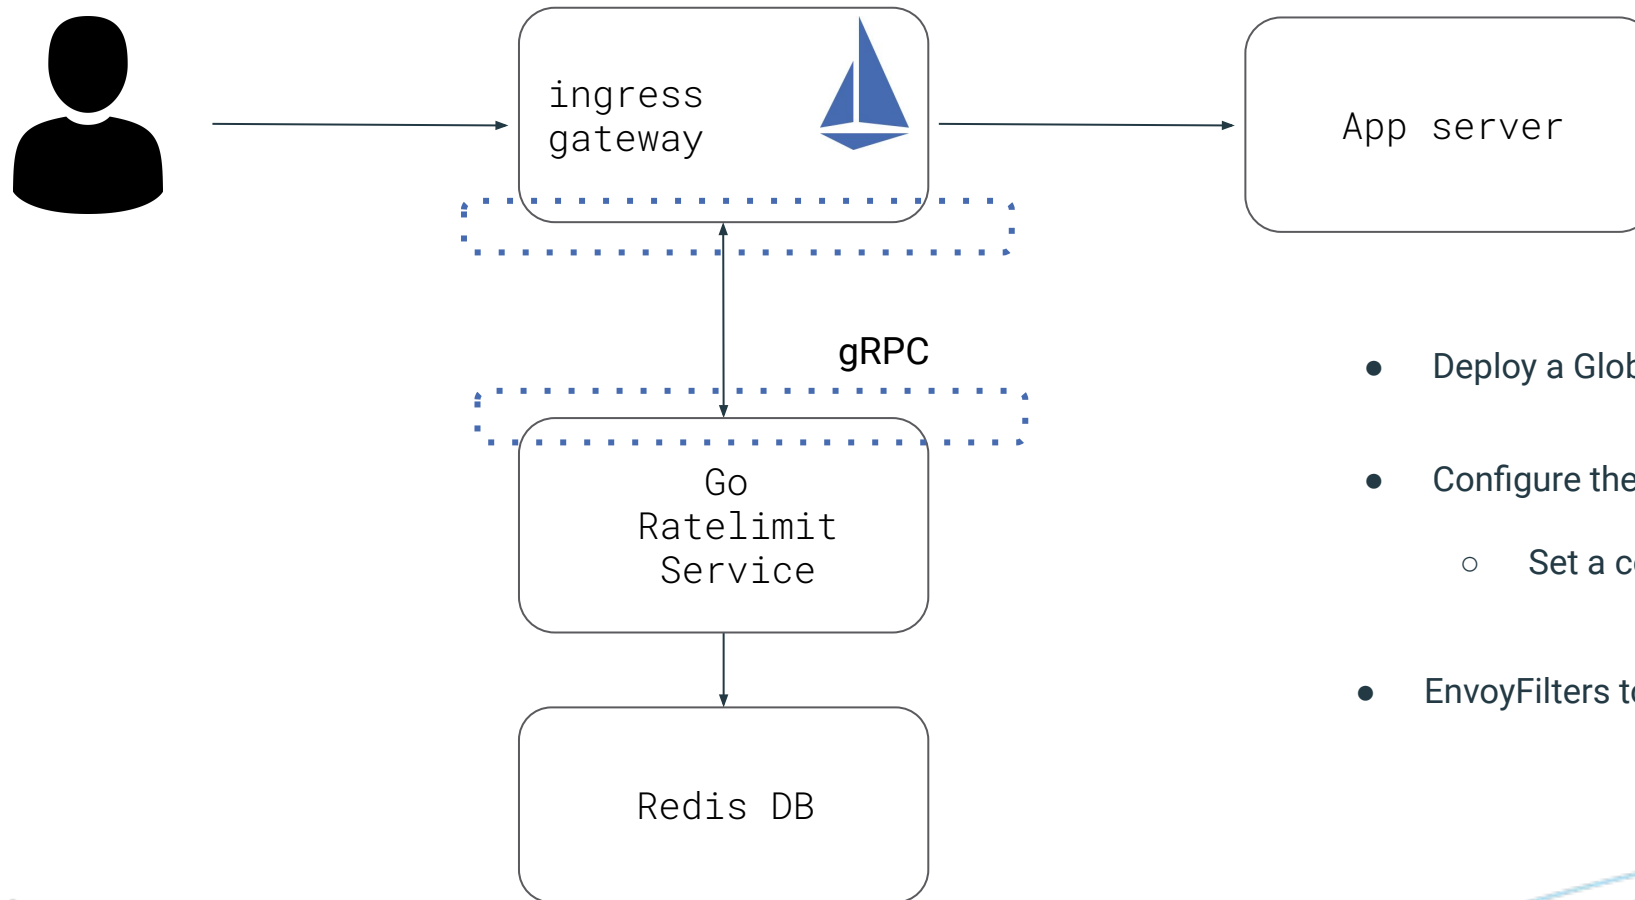 ingress
gateway
App server
gRPC
Go
Ratelimit
Service
Redis DB
● Deploy a Glob
● Configure the
○ Set a
● EnvoyFilters